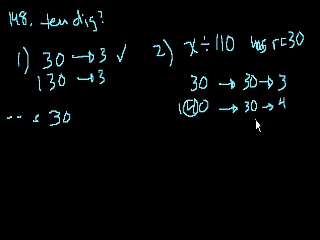 148. ten dig?
1) 30 → 3 ✓
130 → 3
-- s 30
2) x ÷ 110 has r=30
30 → 30 → 3
140 → 30 → 4